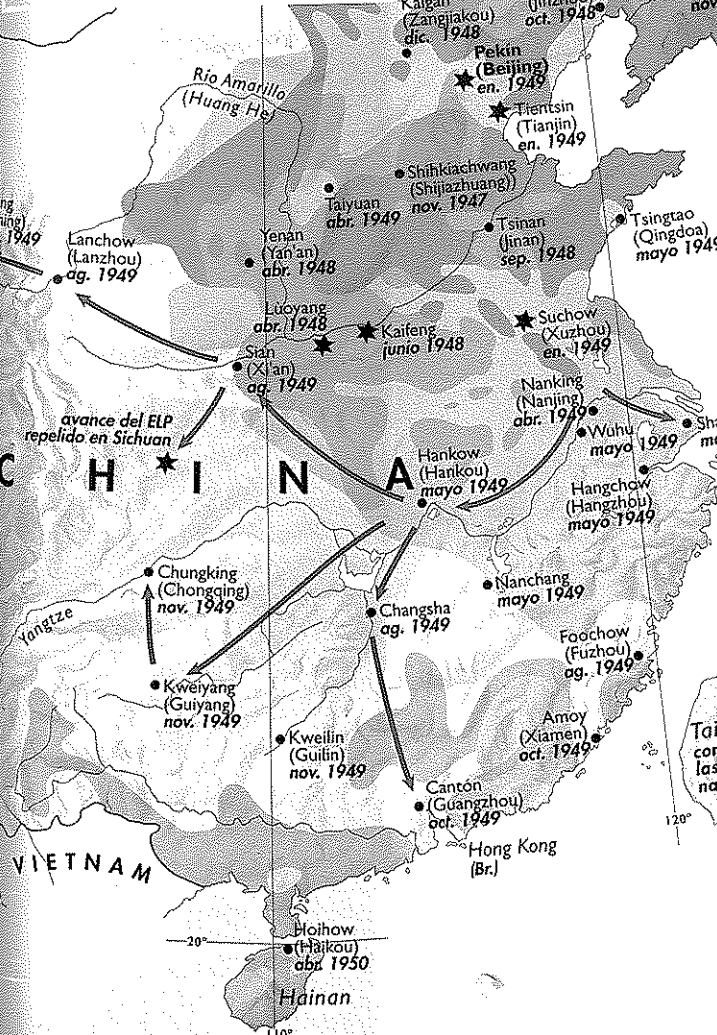 Kalgan
(Zhangjiakou)
dic. 1948
oct. 1948
Pekín
(Beijing)
en. 1949
Tientsin
(Tianjin)
en. 1949
Río Amarillo
(Huang He)
Shihkiachwang
(Shijiazhuang))
nov. 1947
Taiyuan
abr. 1949
Tsinan
(Jinan)
sep. 1948
Tsingtao
(Qingdoa)
mayo 1949
1949
Lanchow
(Lanzhou)
ag. 1949
Yenan
(Yan'an)
abr. 1948
Luoyang
abr. 1948
Kaifeng
junio 1948
Suchow
(Xuzhou)
en. 1949
Sian
(Xi'an)
ag. 1949
Nanking
(Nanjing)
abr. 1949
Wuhu
mayo 1949
avance del ELP
repelido en Sichuan
CHINA
Hankow
(Hankou)
mayo 1949
Hangchow
(Hangzhou)
mayo 1949
Chungking
(Chongqing)
nov. 1949
Nanchang
mayo 1949
Yangtze
Changsha
ag. 1949
Foochow
(Fuzhou)
ag. 1949
Kweiyang
(Guiyang)
nov. 1949
Amoy
(Xiamen)
oct. 1949
Kweilin
(Guilin)
nov. 1949
Cantón
(Guangzhou)
oct. 1949
120°
VIETNAM
Hong Kong
(Br.)
20°
Hoihow
(Haikou)
abr. 1950
Hainan
110°